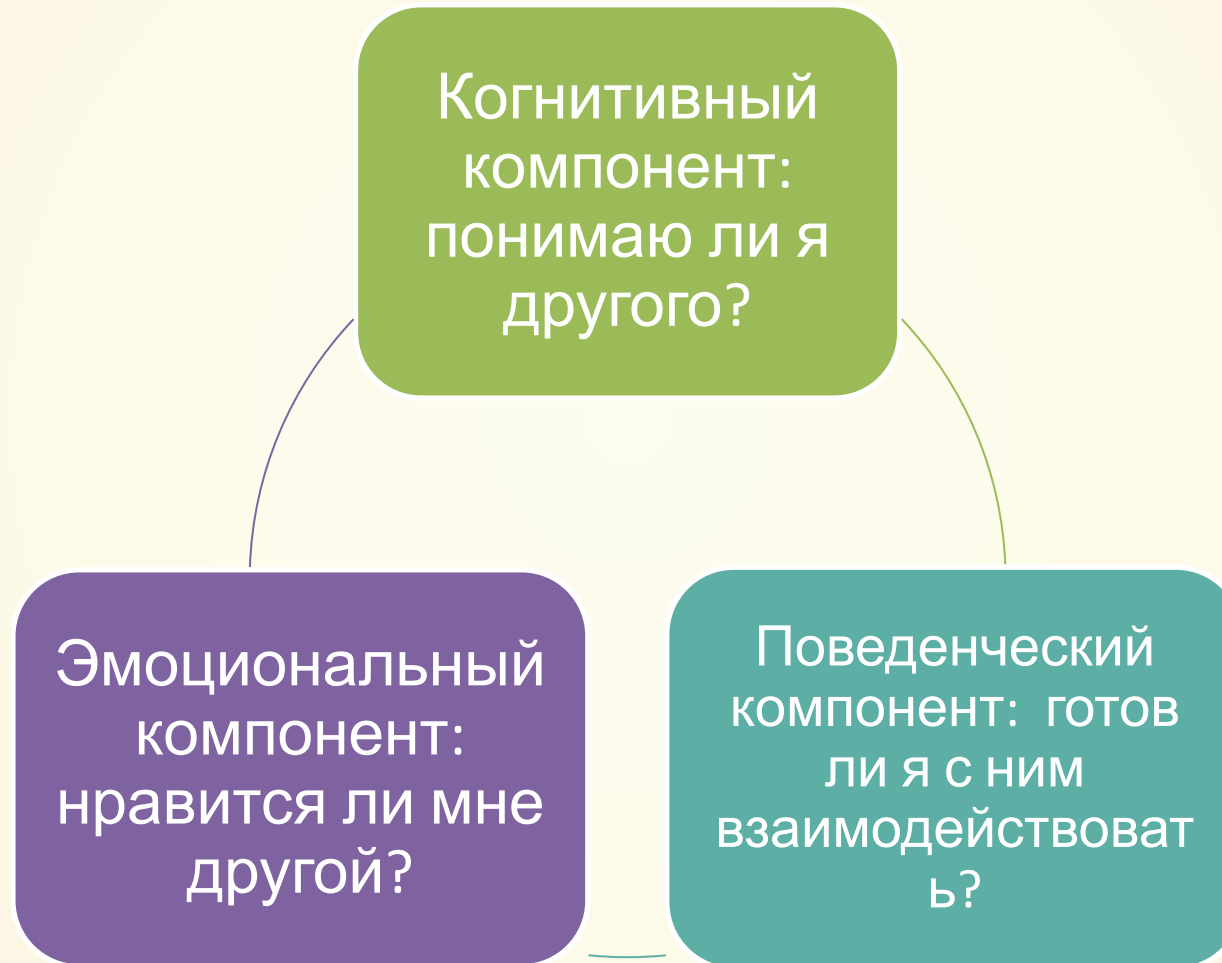 Когнитивный
компонент:
понимаю ли я
другого?
Эмоциональный
компонент:
нравится ли мне
другой?
Поведенческий
компонент: готов
ли я с ним
взаимодействоват
ь?